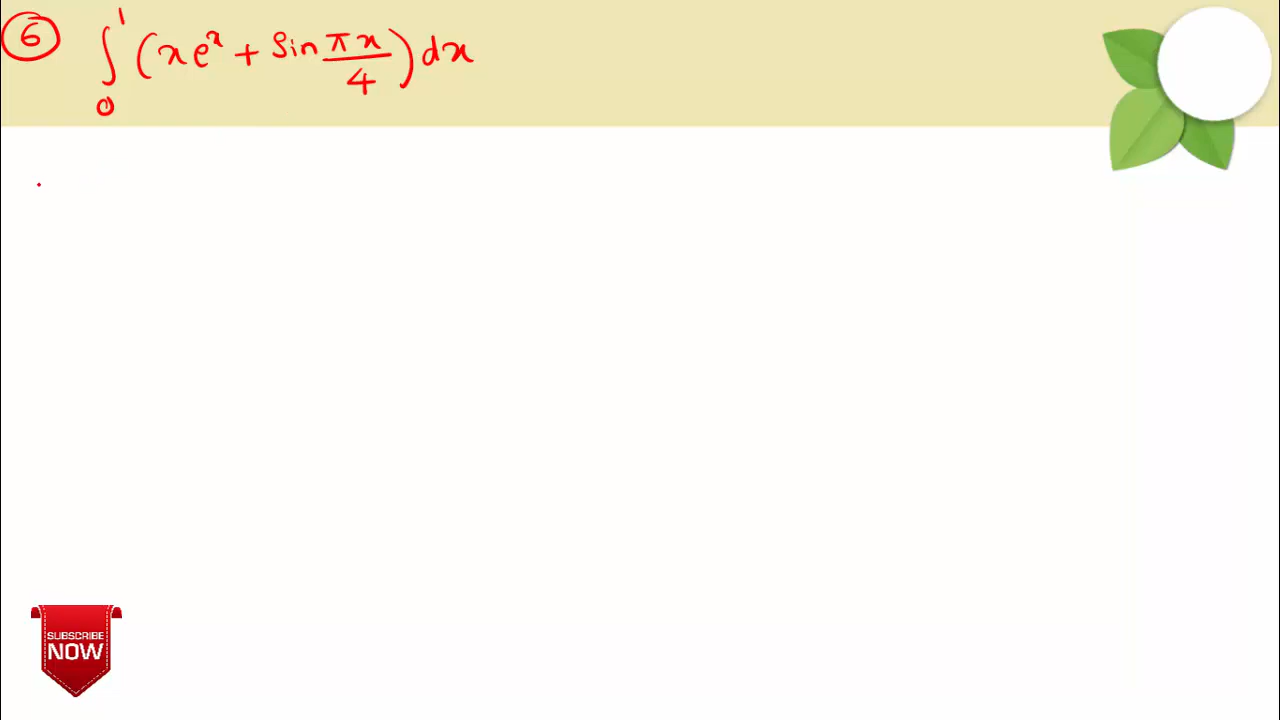 6 ∫₀¹ (xeˣ + Sin πx/4) dx
SUBSCRIBE
NOW